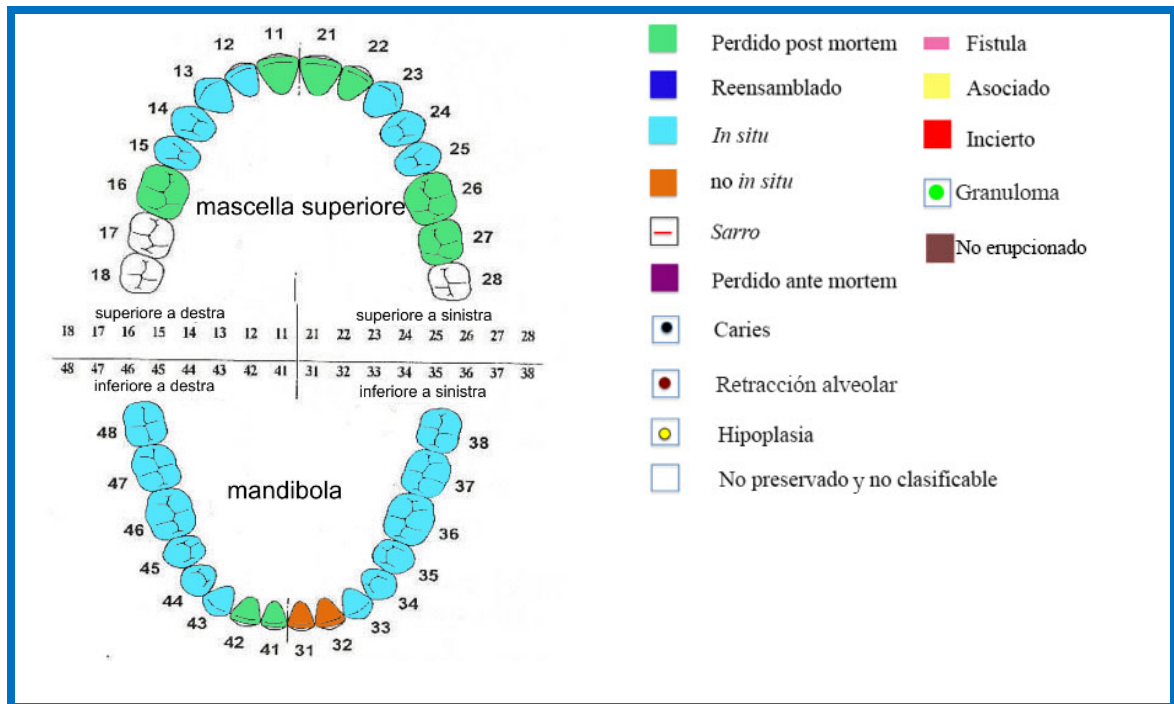 11
21
12
22
13
23
14
24
15
25
16
26
mascella superiore
17
27
18
28
superiore a destra
superiore a sinistra
18 17 16 15 14 13 12 11 21 22 23 24 25 26 27 28
48 47 46 45 44 43 42 41 31 32 33 34 35 36 37 38
inferiore a destra
inferiore a sinistra
48
38
47
mandibola
37
46
36
45
35
44
34
43
33
42
32
41
31
Perdido post mortem
Reensamblado
In situ
no in situ
Sarro
Perdido ante mortem
Caries
Retracción alveolar
Hipoplasia
No preservado y no clasificable
Fistula
Asociado
Incierto
Granuloma
No erupcionado